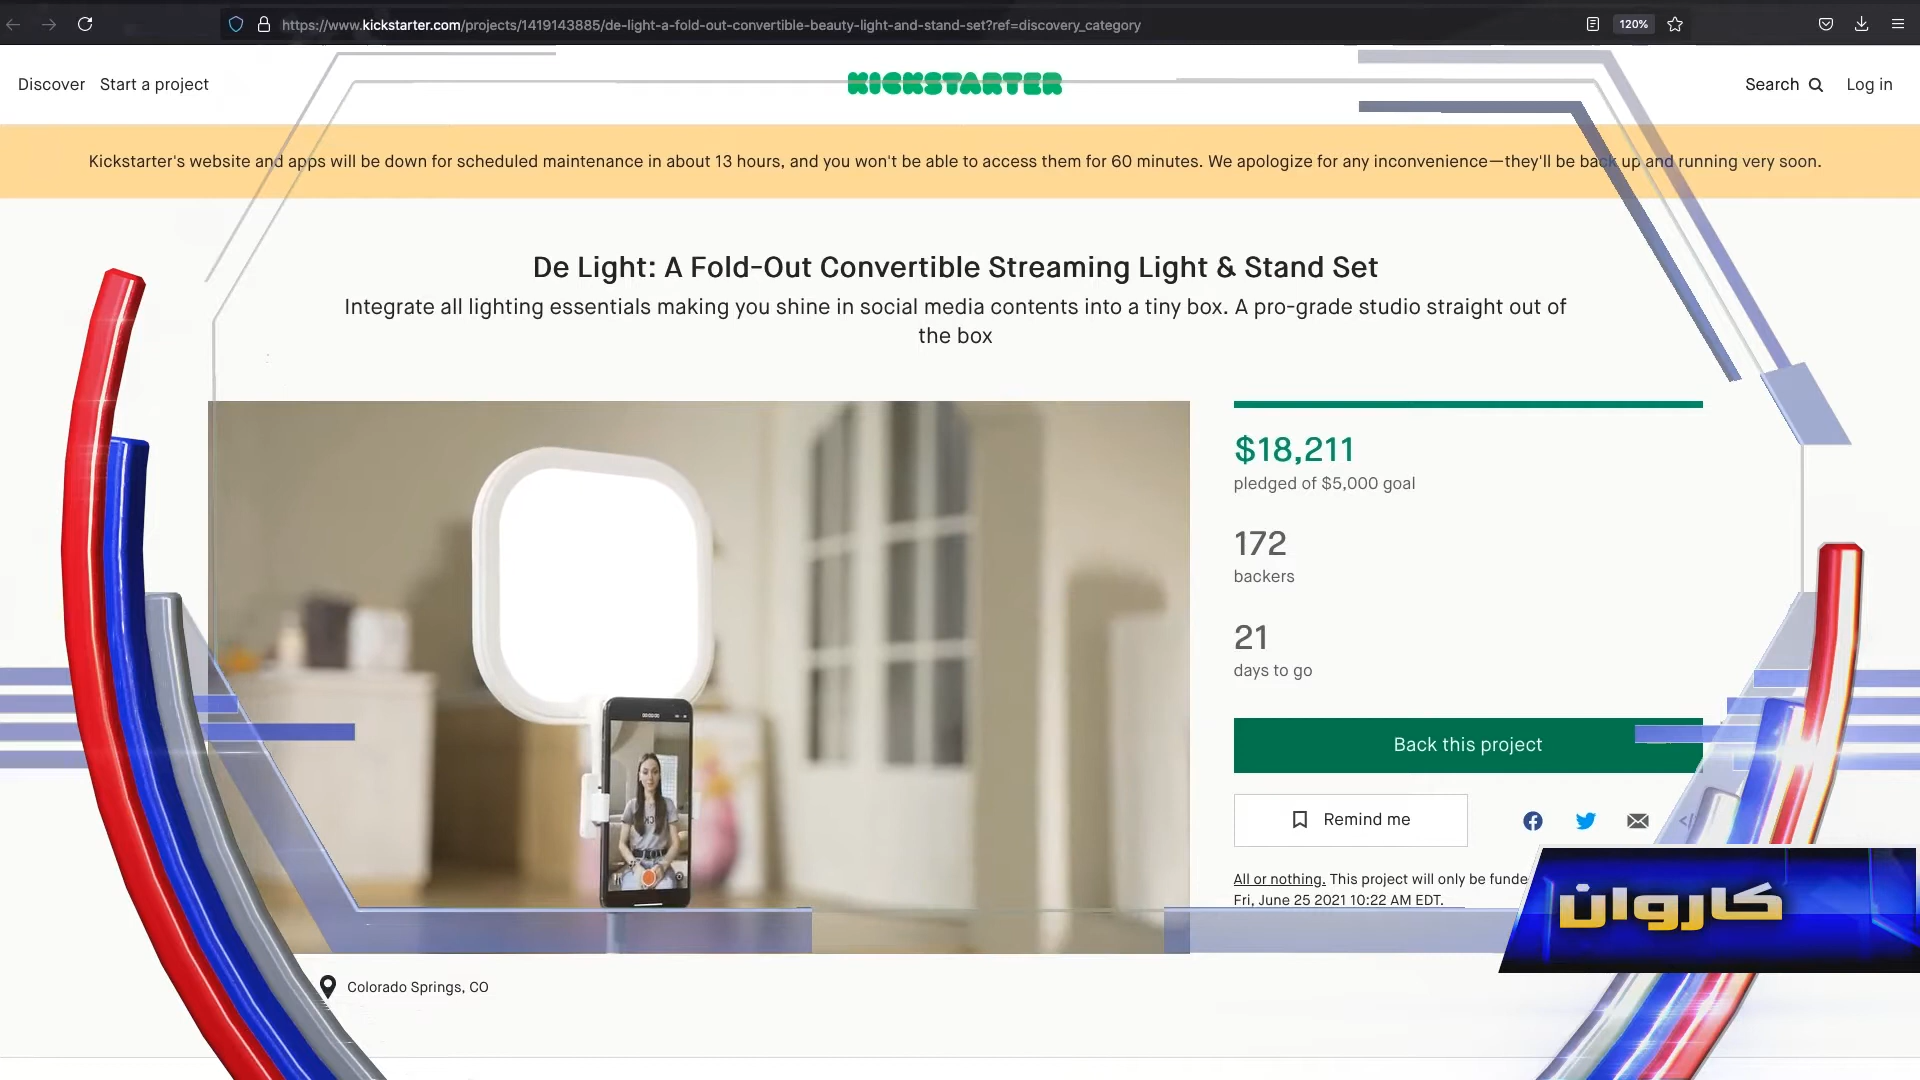 https://www.kickstarter.com/projects/1419143885/de-light-a-fold-out-convertible-beauty-light-and-stand-set?ref=discovery_category
120%
Discover Start a project
KICKSTARTER
Search Log in
Kickstarter's website and apps will be down for scheduled maintenance in about 13 hours, and you won't be able to access them for 60 minutes. We apologize for any inconvenience—they'll be back up and running very soon.
De Light: A Fold-Out Convertible Streaming Light & Stand Set
Integrate all lighting essentials making you shine in social media contents into a tiny box. A pro-grade studio straight out of
the box
$18,211
pledged of $5,000 goal
172
backers
21
days to go
Back this project
Remind me
All or nothing. This project will only be funde
Fri, June 25 2021 10:22 AM EDT.
کاروان
Colorado Springs, CO